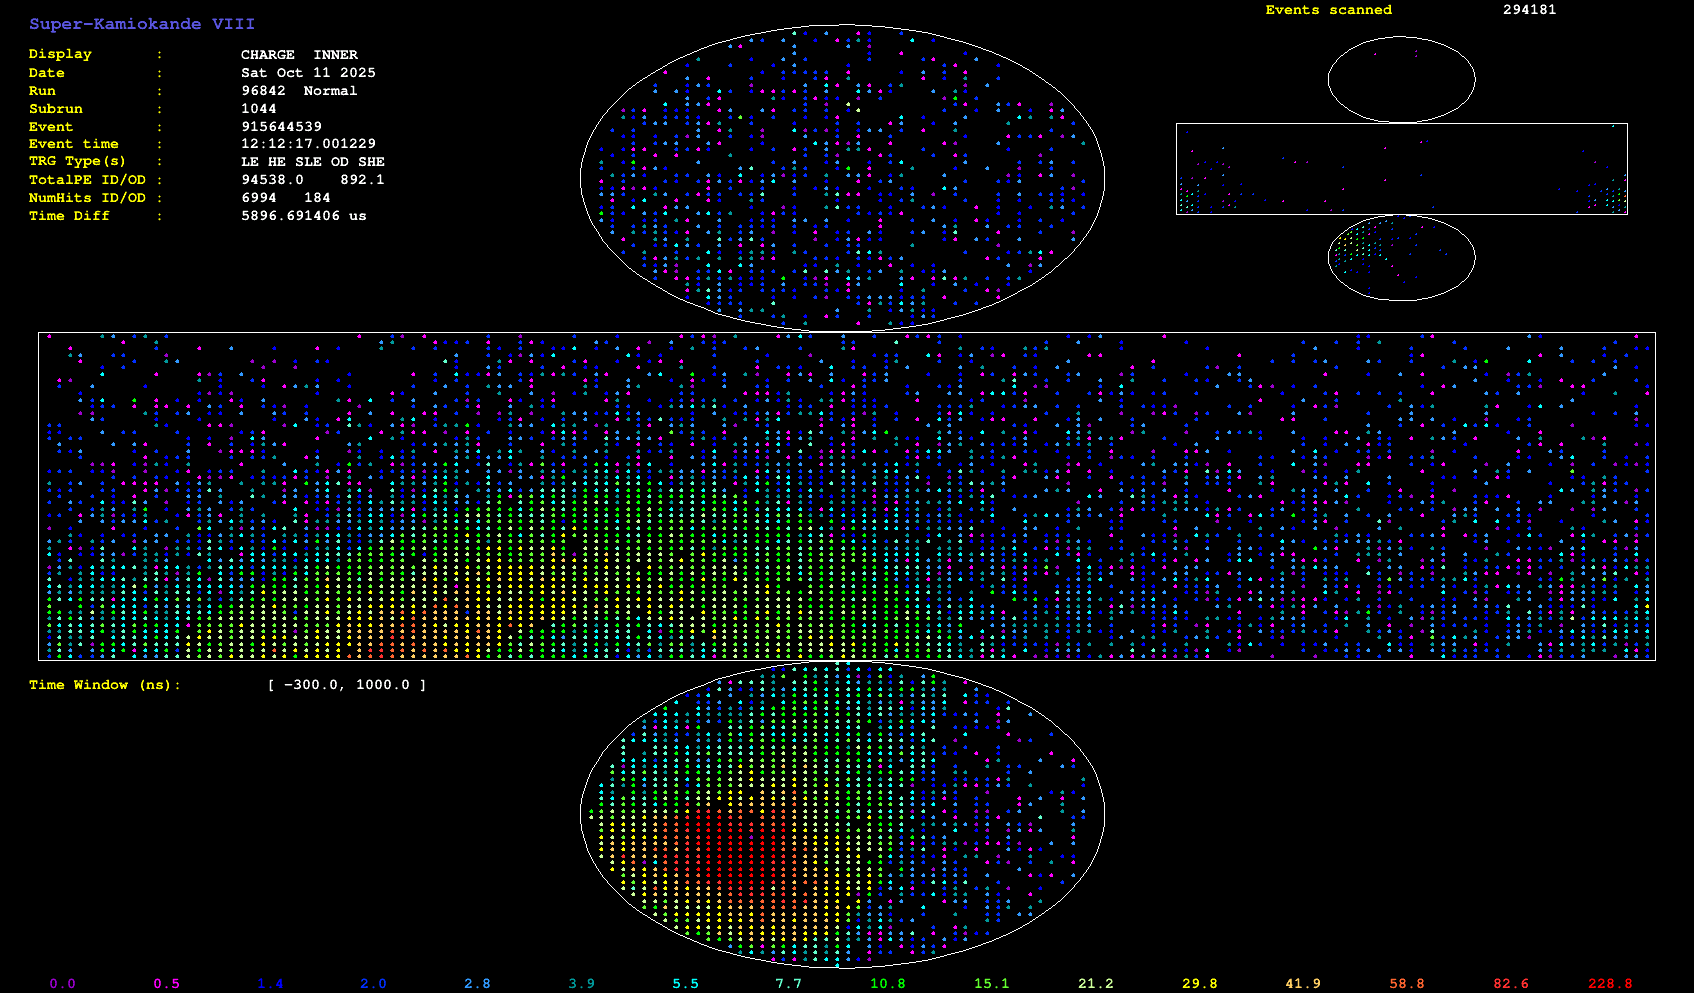 Super-Kamiokande VIII
Events scanned 294181
Display : CHARGE INNER
Date : Sat Oct 11 2025
Run : 96842 Normal
Subrun : 1044
Event : 915644539
Event time : 12:12:17.001229
TRG Type(s) : LE HE SLE OD SHE
TotalPE ID/OD : 94538.0 892.1
NumHits ID/OD : 6994 184
Time Diff : 5896.691406 us
Time Window (ns): [ -300.0, 1000.0 ]
0.0 0.5 1.4 2.0 2.8 3.9 5.5 7.7 10.8 15.1 21.2 29.8 41.9 58.8 82.6 228.8